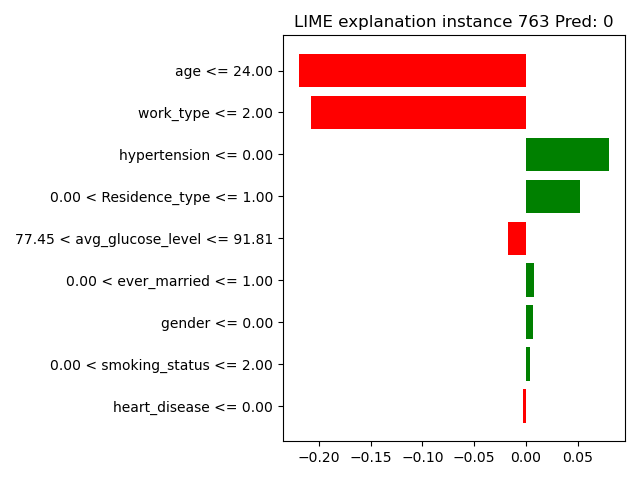 LIME explanation instance 763 Pred: 0
age <= 24.00
work_type <= 2.00
hypertension <= 0.00
0.00 < Residence_type <= 1.00
77.45 < avg_glucose_level <= 91.81
0.00 < ever_married <= 1.00
gender <= 0.00
0.00 < smoking_status <= 2.00
heart_disease <= 0.00
−0.20 −0.15 −0.10 −0.05 0.00 0.05